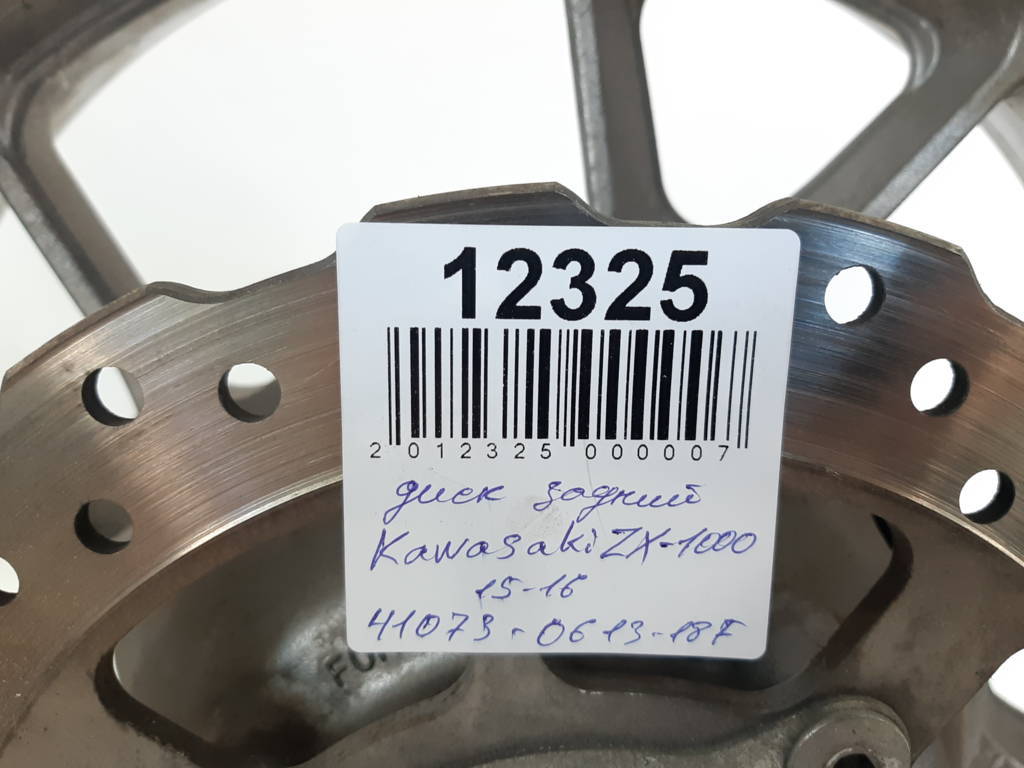 12325
2 012325 000007
диск задний
Kawasaki ZX-1000
15-16
41073-0613-18F